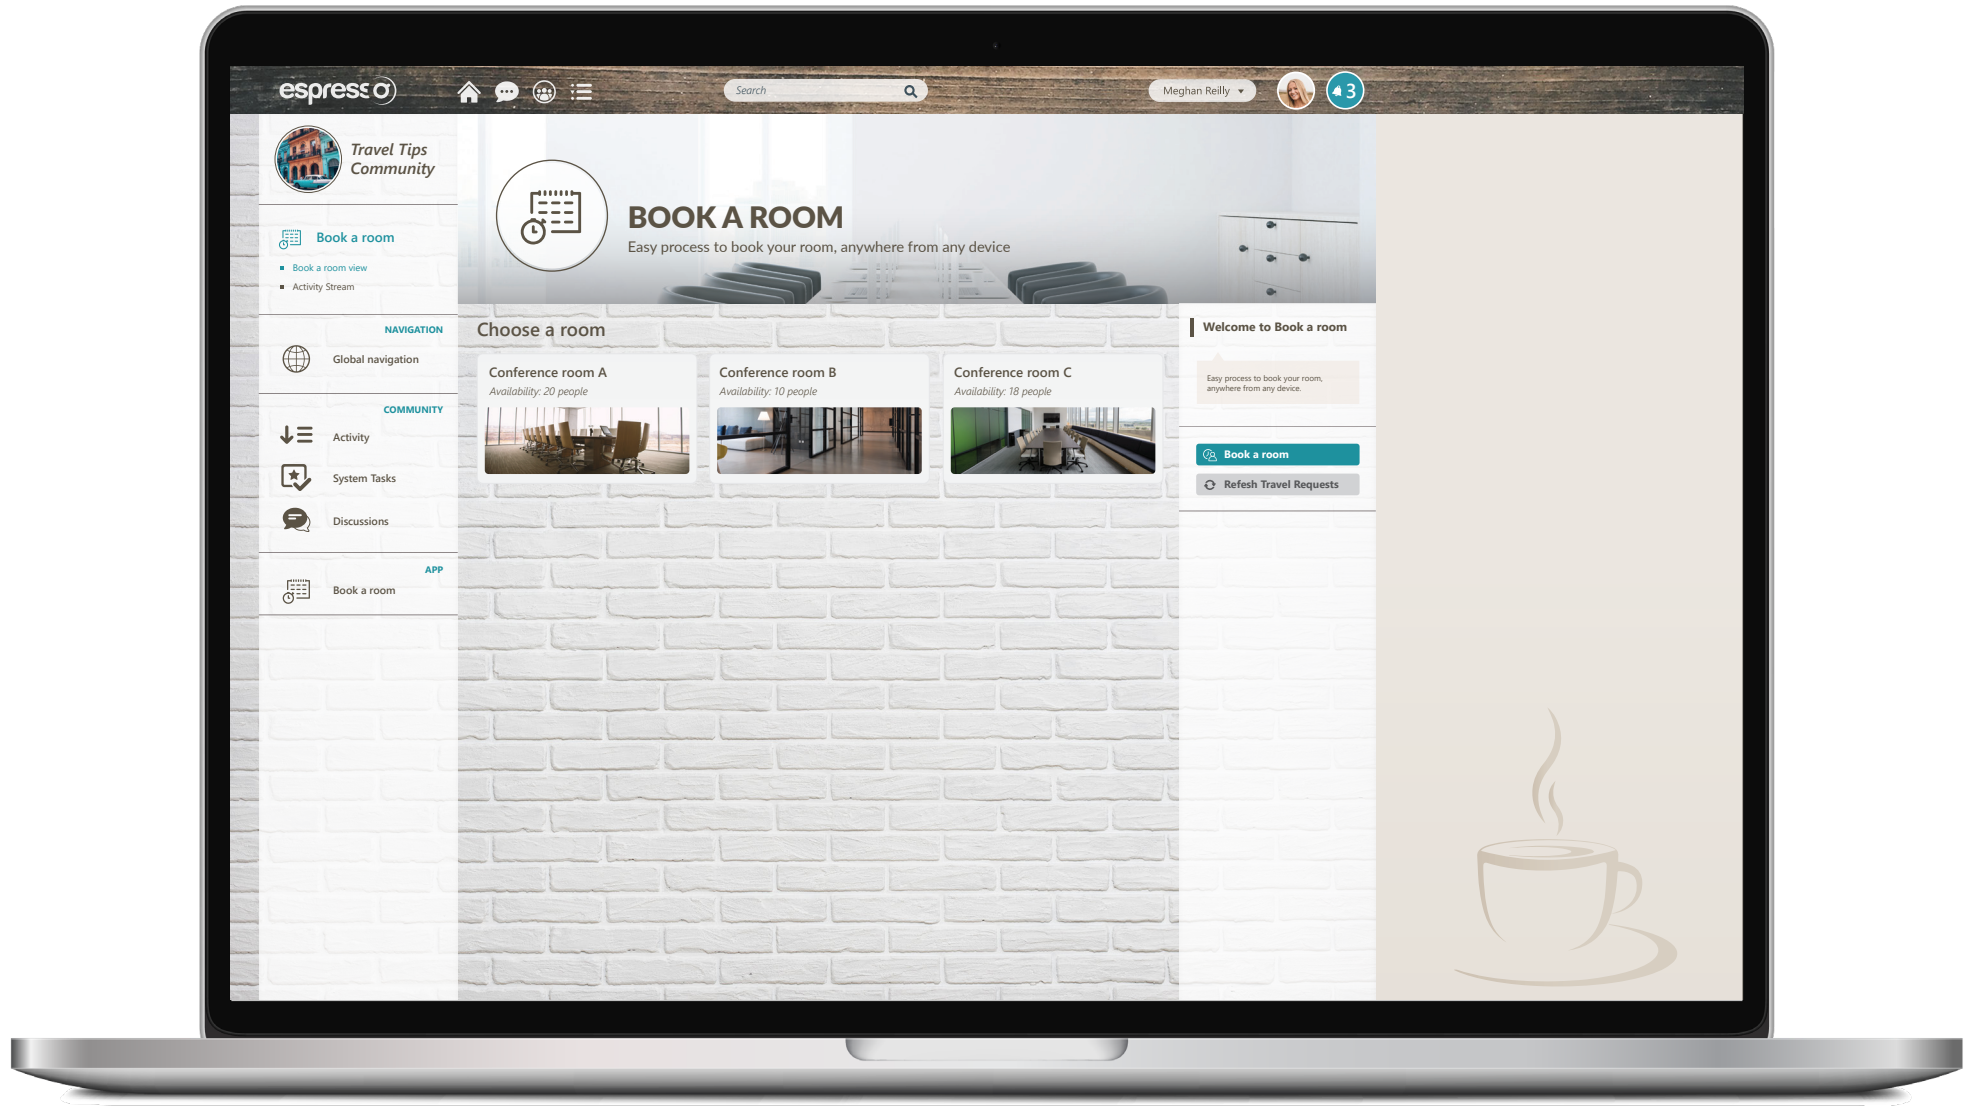 espresso
Search
Meghan Reilly
3
Travel Tips
Community
Book a room
Book a room view
Activity Stream
NAVIGATION
Global navigation
COMMUNITY
Activity
System Tasks
Discussions
APP
Book a room
BOOK A ROOM
Easy process to book your room, anywhere from any device
Choose a room
Conference room A
Availability: 20 people
Conference room B
Availability: 10 people
Conference room C
Availability: 18 people
Welcome to Book a room
Easy process to book your room,
anywhere from any device.
Book a room
Refesh Travel Requests